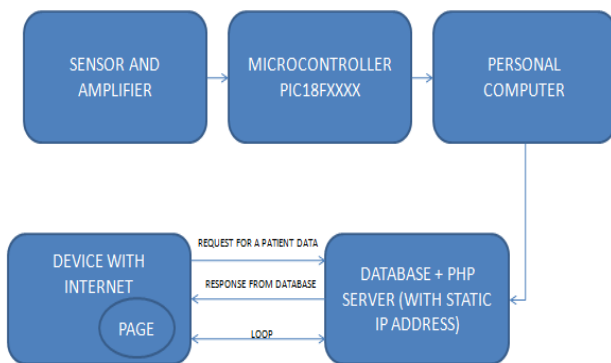 SENSOR AND
AMPLIFIER
MICROCONTROLLER
PIC18FXXXX
PERSONAL
COMPUTER
DEVICE WITH
INTERNET
PAGE
REQUEST FOR A PATIENT DATA
RESPONSE FROM DATABASE
LOOP
DATABASE + PHP
SERVER (WITH STATIC
IP ADDRESS)